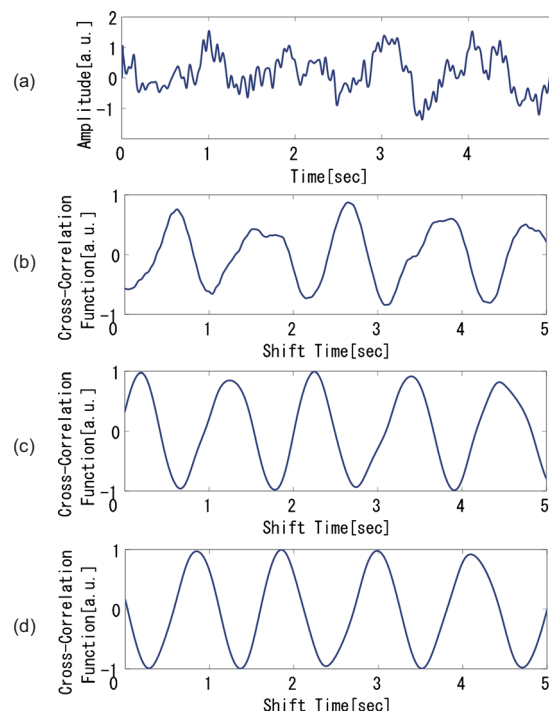 (a)
Amplitude[a.u.]
2
1
0
-1
0 1 2 3 4
Time[sec]
(b)
Cross-Correlation
Function[a.u.]
1
0
-1
0 1 2 3 4 5
Shift Time[sec]
(c)
Cross-Correlation
Function[a.u.]
1
0
-1
0 1 2 3 4 5
Shift Time[sec]
(d)
Cross-Correlation
Function[a.u.]
1
0
-1
0 1 2 3 4 5
Shift Time[sec]